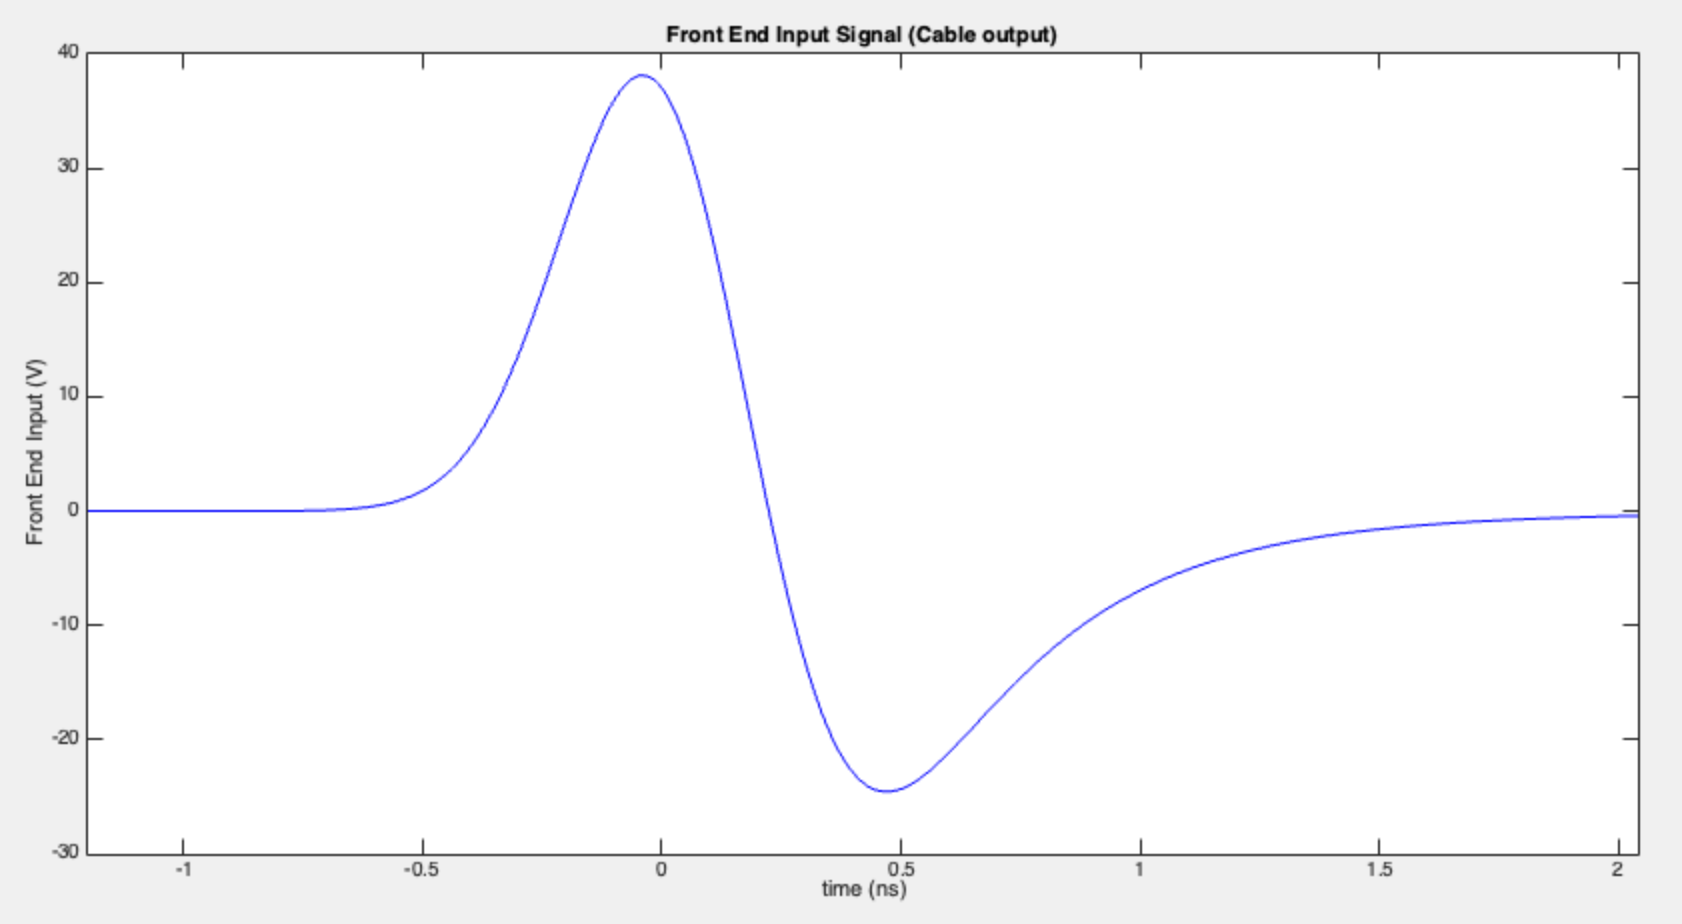 Front End Input Signal (Cable output)
40
30
20
10
0
-10
-20
-30
Front End Input (V)
-1 -0.5 0 0.5 1 1.5 2
time (ns)